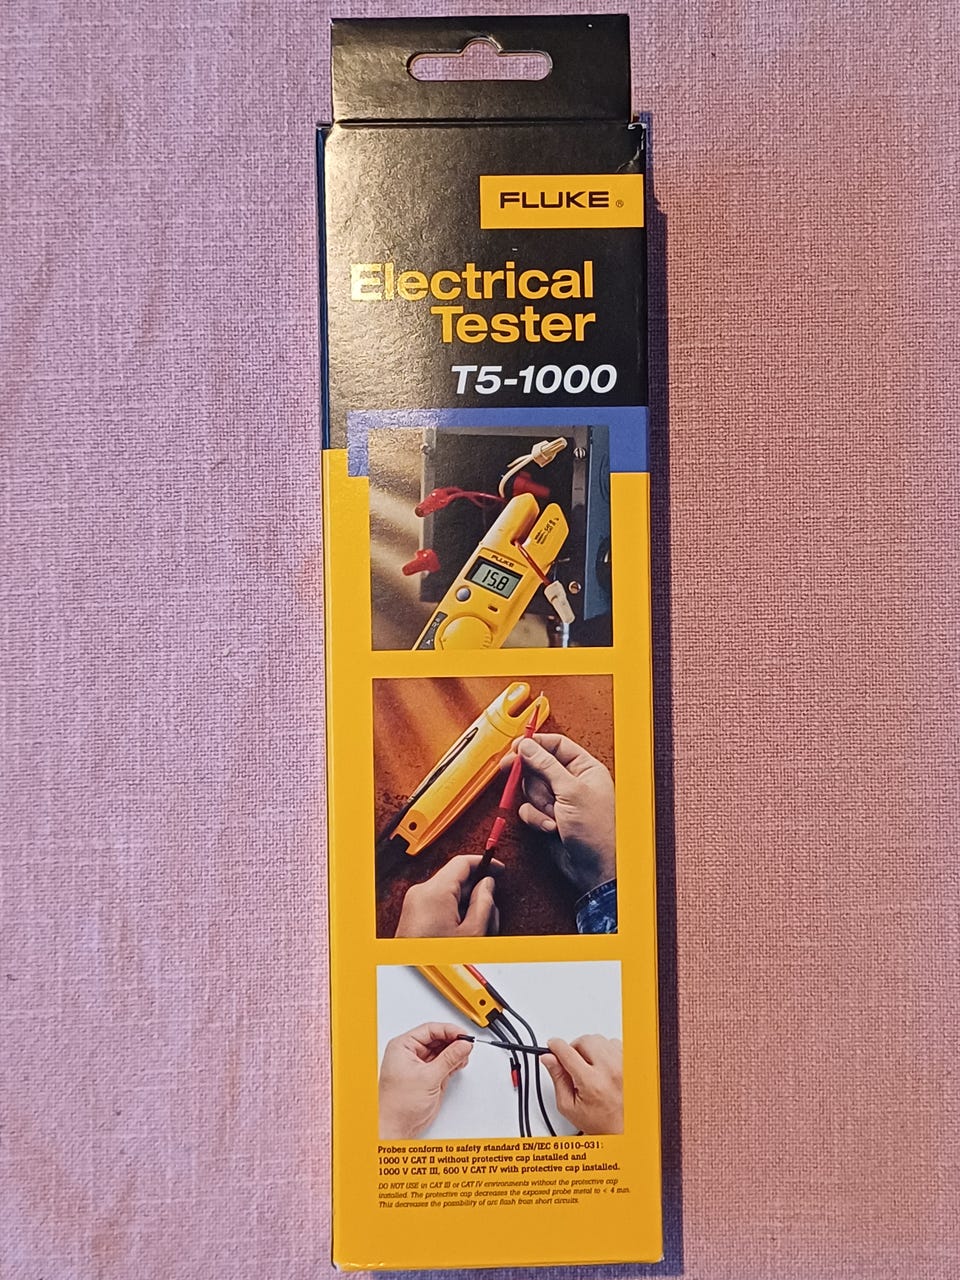 FLUKE ®
Electrical
Tester
T5-1000
FLUKE
15.8
Probes conform to safety standard EN/IEC 61010-031:
1000 V CAT II without protective cap installed and
1000 V CAT III, 600 V CAT IV with protective cap installed.
DO NOT USE in CAT III or CAT IV environments without the protective cap
installed. The protective cap decreases the exposed probe metal to < 4 mm.
This decreases the possibility of arc flash from short circuits.